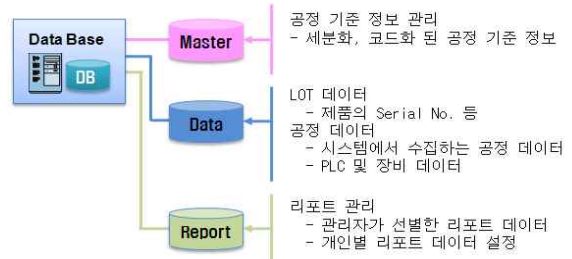 Data Base
DB
Master
공정 기준 정보 관리
- 세분화, 코드화 된 공정 기준 정보
Data
LOT 데이터
- 제품의 Serial No. 등
공정 데이터
- 시스템에서 수집하는 공정 데이터
- PLC 및 장비 데이터
Report
리포트 관리
- 관리자가 선별한 리포트 데이터
- 개인별 리포트 데이터 설정